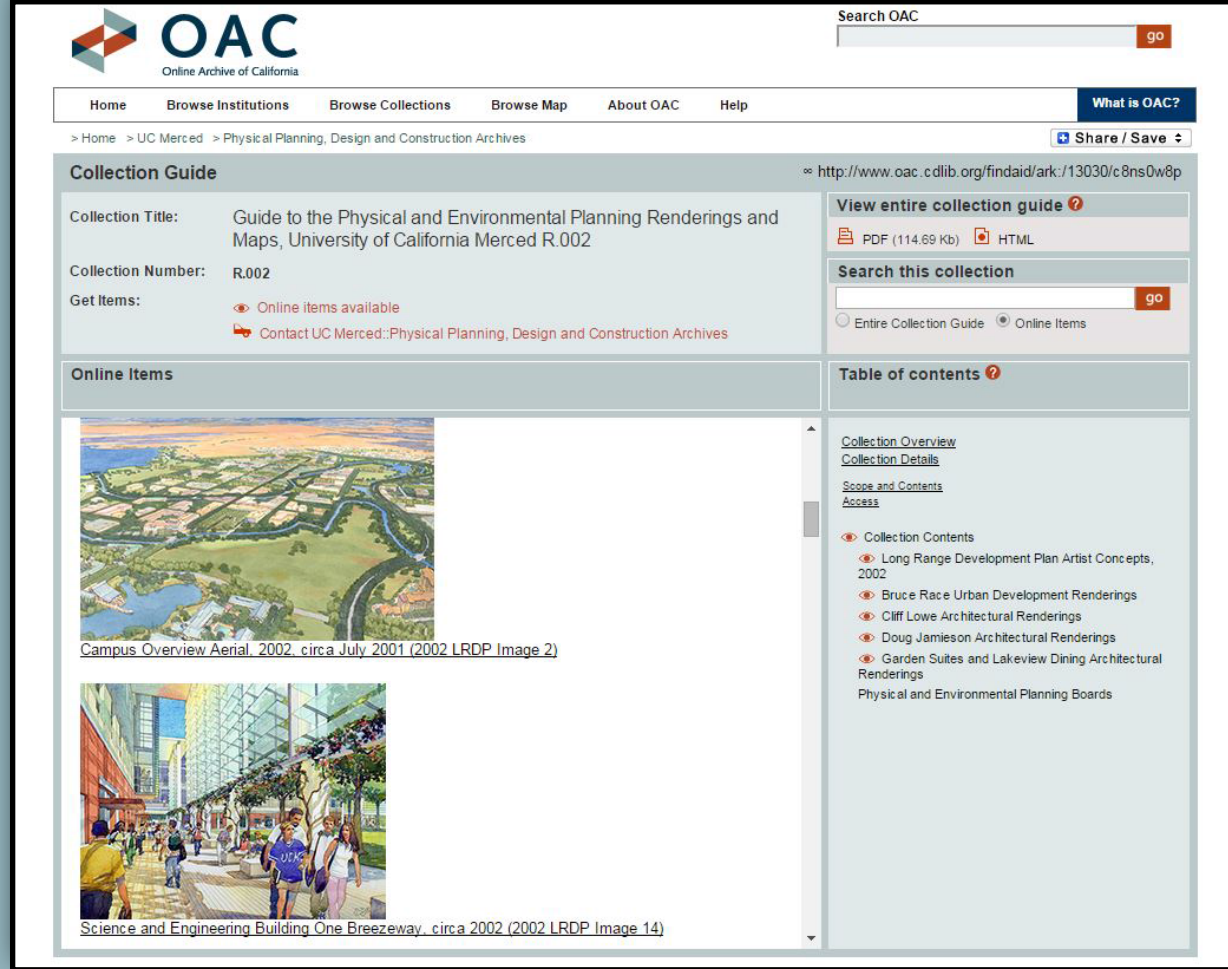 OAC
Online Archive of California
Search OAC
go
Home Browse Institutions Browse Collections Browse Map About OAC Help What is OAC?
> Home > UC Merced > Physical Planning, Design and Construction Archives
Share / Save
Collection Guide
http://www.oac.cdlib.org/findaid/ark:/13030/c8ns0w8p
Collection Title:
Guide to the Physical and Environmental Planning Renderings and
Maps, University of California Merced R.002
Collection Number:
R.002
Get Items:
Online items available
Contact UC Merced::Physical Planning, Design and Construction Archives
View entire collection guide ?
PDF (114.69 Kb) HTML
Search this collection
go
Entire Collection Guide Online Items
Online Items
Campus Overview Aerial, 2002, circa July 2001 (2002 LRDP Image 2)
Science and Engineering Building One Breezeway, circa 2002 (2002 LRDP Image 14)
Table of contents ?
Collection Overview
Collection Details
Scope and Contents
Access
Collection Contents
Long Range Development Plan Artist Concepts,
2002
Bruce Race Urban Development Renderings
Cliff Lowe Architectural Renderings
Doug Jamieson Architectural Renderings
Garden Suites and Lakeview Dining Architectural
Renderings
Physical and Environmental Planning Boards